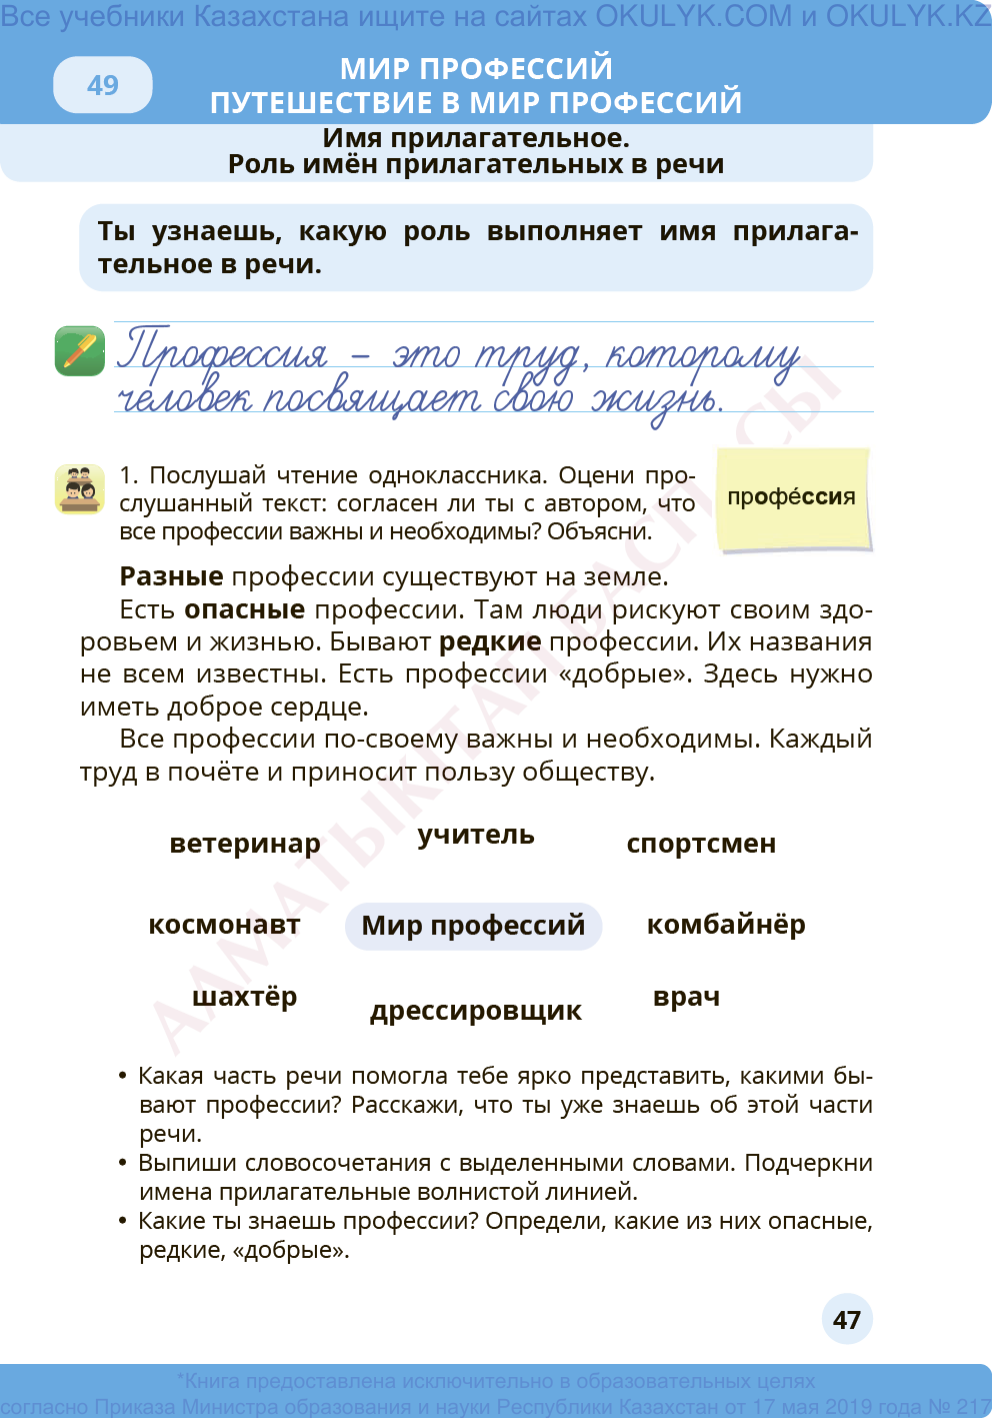 Все учебники Казахстана ищите на сайтах OKULYK.COM и OKULYK.KZ
49
МИР ПРОФЕССИЙ
ПУТЕШЕСТВИЕ В МИР ПРОФЕССИЙ
Имя прилагательное.
Роль имён прилагательных в речи
Ты узнаешь, какую роль выполняет имя прилага-
тельное в речи.
Профессия – это труд, которому
человек посвящает свою жизнь.
1. Послушай чтение одноклассника. Оцени про-
слушанный текст: согласен ли ты с автором, что
все профессии важны и необходимы? Объясни.
профе́ссия
Разные профессии существуют на земле.
Есть опасные профессии. Там люди рискуют своим здо-
ровьем и жизнью. Бывают редкие профессии. Их названия
не всем известны. Есть профессии «добрые». Здесь нужно
иметь доброе сердце.
Все профессии по-своему важны и необходимы. Каждый
труд в почёте и приносит пользу обществу.
ветеринар учитель спортсмен
космонавт Мир профессий комбайнёр
шахтёр дрессировщик врач
• Какая часть речи помогла тебе ярко представить, какими бы-
вают профессии? Расскажи, что ты уже знаешь об этой части
речи.
• Выпиши словосочетания с выделенными словами. Подчеркни
имена прилагательные волнистой линией.
• Какие ты знаешь профессии? Определи, какие из них опасные,
редкие, «добрые».
47
АЛМАТЫКІТАП БАСПАСЫ
*Книга предоставлена исключительно в образовательных целях
согласно Приказа Министра образования и науки Республики Казахстан от 17 мая 2019 года № 217